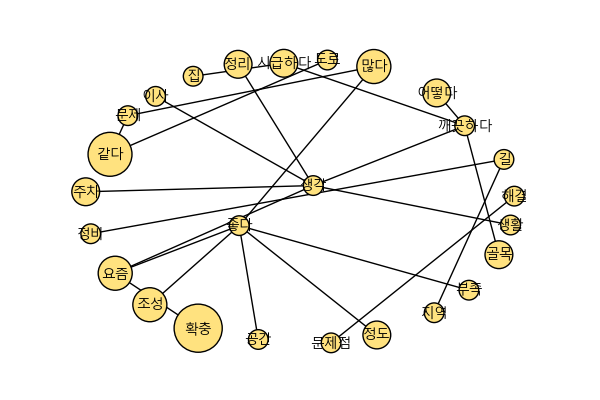 도로
정리
시급하다
많다
집
어떻다
이사
문제
깨끗하다
같다
길
생각
주차
해결
좋다
생활
정비
골목
요즘
부족
조성
지역
확충
정도
공간
문제점